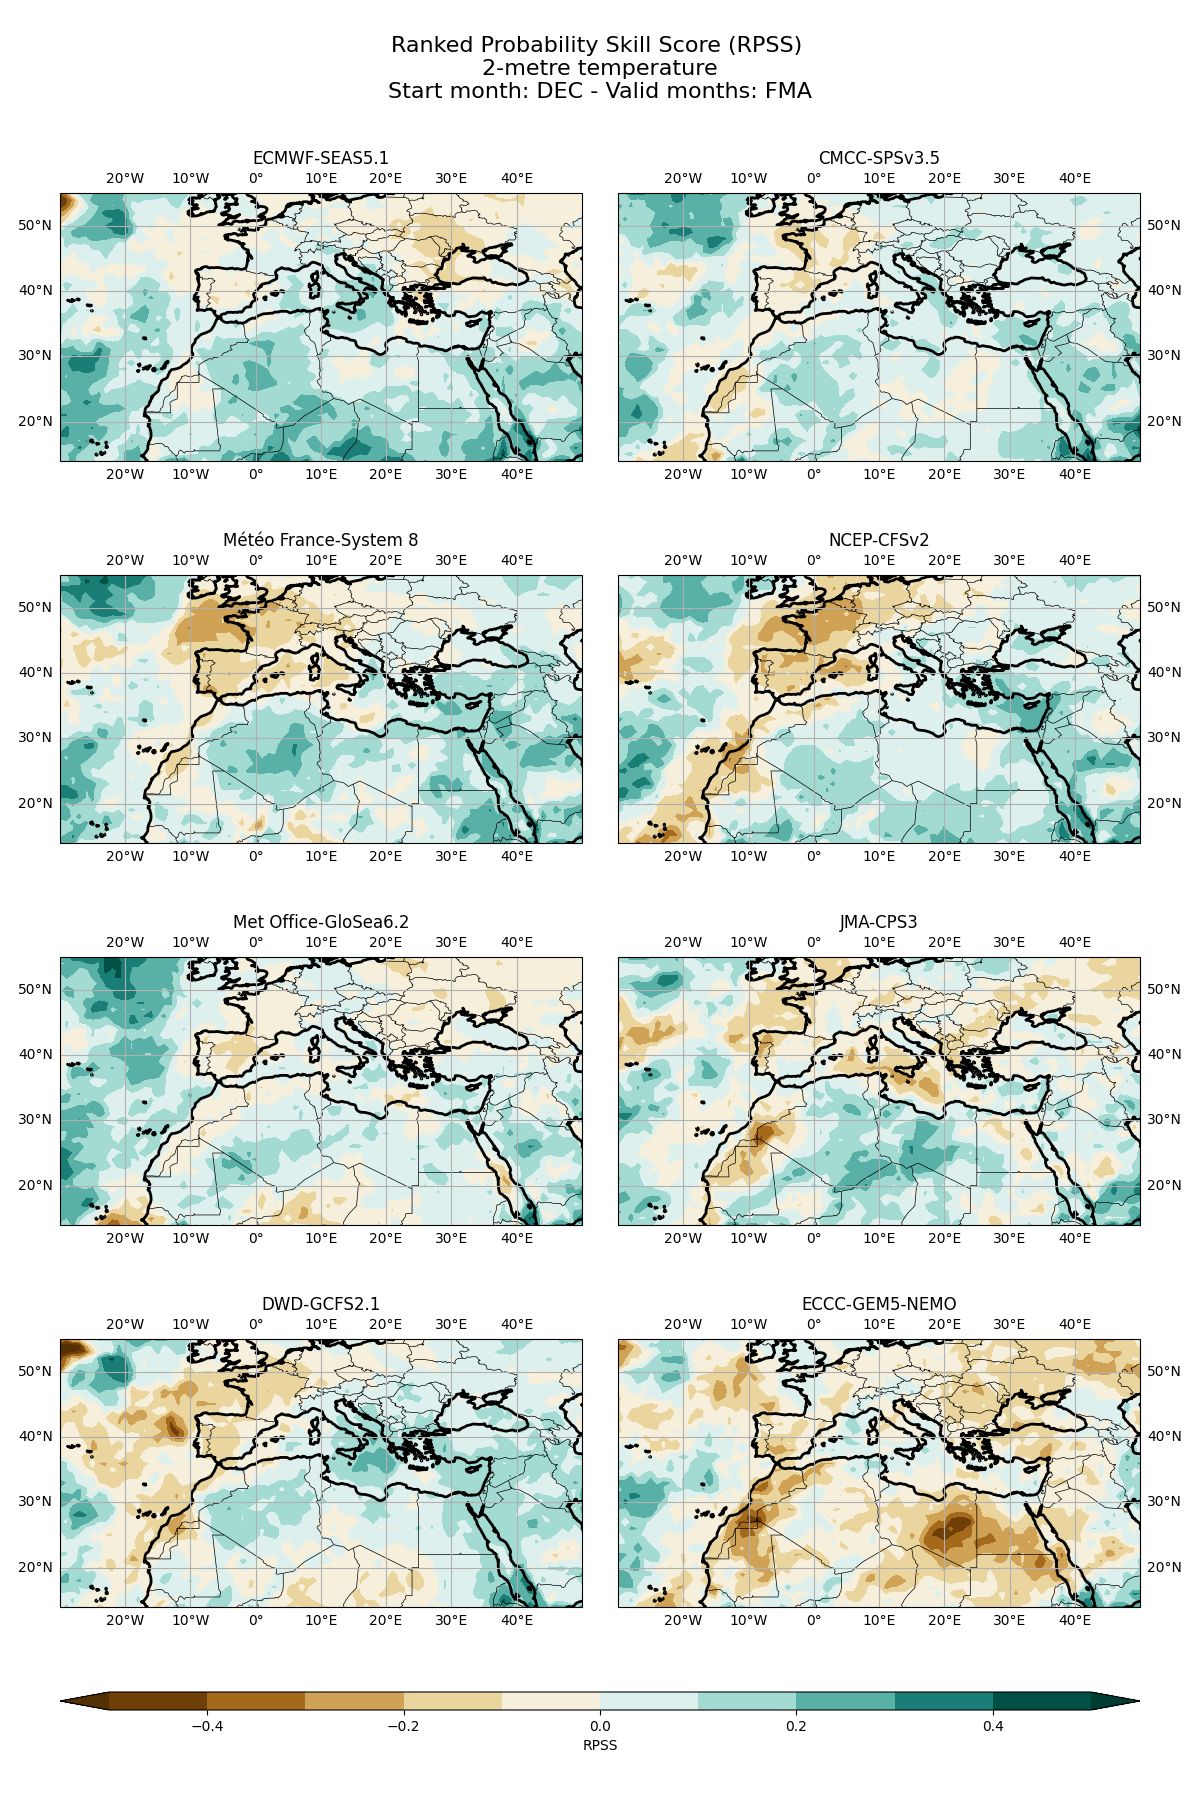 Ranked Probability Skill Score (RPSS)
2-metre temperature
Start month: DEC - Valid months: FMA
ECMWF-SEAS5.1
20°W 10°W 0° 10°E 20°E 30°E 40°E
50°N
40°N
30°N
20°N
20°W 10°W 0° 10°E 20°E 30°E 40°E
CMCC-SPSv3.5
20°W 10°W 0° 10°E 20°E 30°E 40°E
50°N
40°N
30°N
20°N
20°W 10°W 0° 10°E 20°E 30°E 40°E
Météo France-System 8
20°W 10°W 0° 10°E 20°E 30°E 40°E
50°N
40°N
30°N
20°N
20°W 10°W 0° 10°E 20°E 30°E 40°E
NCEP-CFSv2
20°W 10°W 0° 10°E 20°E 30°E 40°E
50°N
40°N
30°N
20°N
20°W 10°W 0° 10°E 20°E 30°E 40°E
Met Office-GloSea6.2
20°W 10°W 0° 10°E 20°E 30°E 40°E
50°N
40°N
30°N
20°N
20°W 10°W 0° 10°E 20°E 30°E 40°E
JMA-CPS3
20°W 10°W 0° 10°E 20°E 30°E 40°E
50°N
40°N
30°N
20°N
20°W 10°W 0° 10°E 20°E 30°E 40°E
DWD-GCFS2.1
20°W 10°W 0° 10°E 20°E 30°E 40°E
50°N
40°N
30°N
20°N
20°W 10°W 0° 10°E 20°E 30°E 40°E
ECCC-GEM5-NEMO
20°W 10°W 0° 10°E 20°E 30°E 40°E
50°N
40°N
30°N
20°N
20°W 10°W 0° 10°E 20°E 30°E 40°E
−0.4 −0.2 0.0 0.2 0.4
RPSS